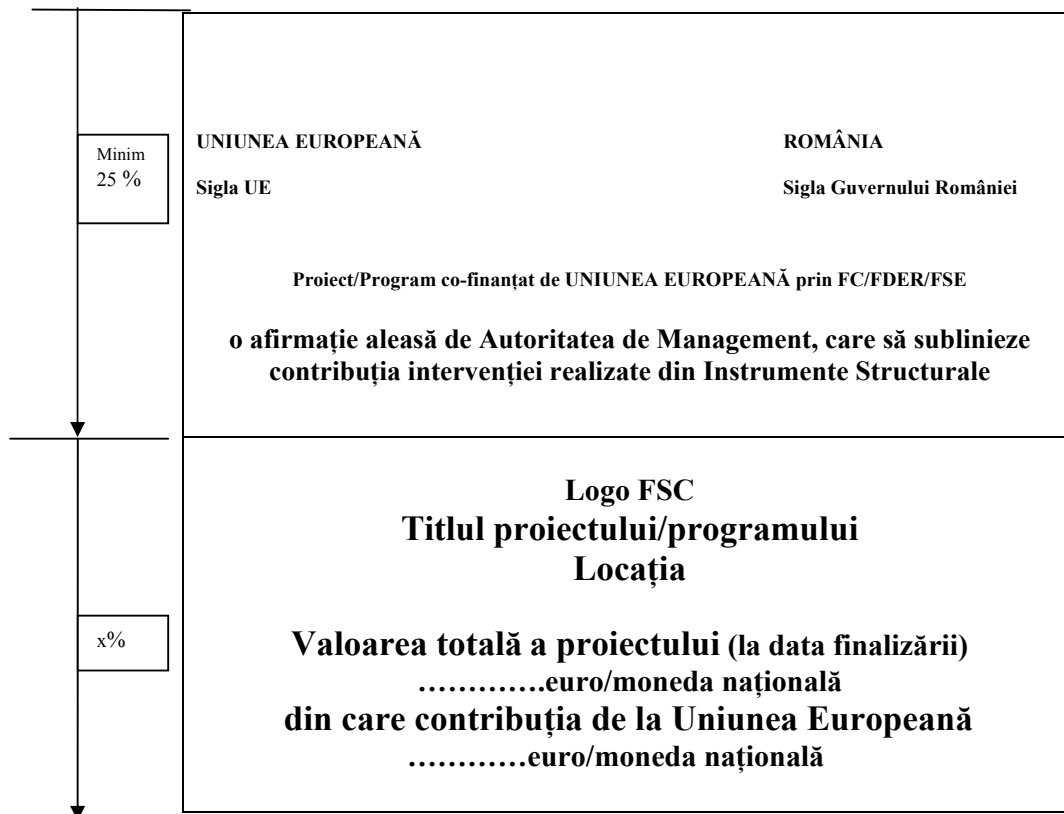 Minim
25 %
UNIUNEA EUROPEANĂ ROMÂNIA
Sigla UE Sigla Guvernului României
Proiect/Program co-finanțat de UNIUNEA EUROPEANĂ prin FC/FDER/FSE
o afirmație aleasă de Autoritatea de Management, care să sublinieze
contribuția intervenției realizate din Instrumente Structurale
Logo FSC
Titlul proiectului/programului
Locația
x%
Valoarea totală a proiectului (la data finalizării)
………….euro/moneda națională
din care contribuția de la Uniunea Europeană
…………euro/moneda națională